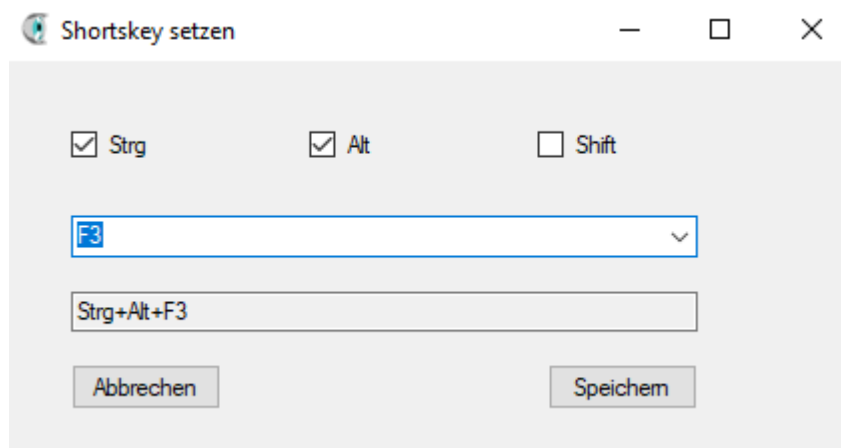 Shortskey setzen
Strg Alt Shift
F3
Strg+Alt+F3
Abbrechen Speichern